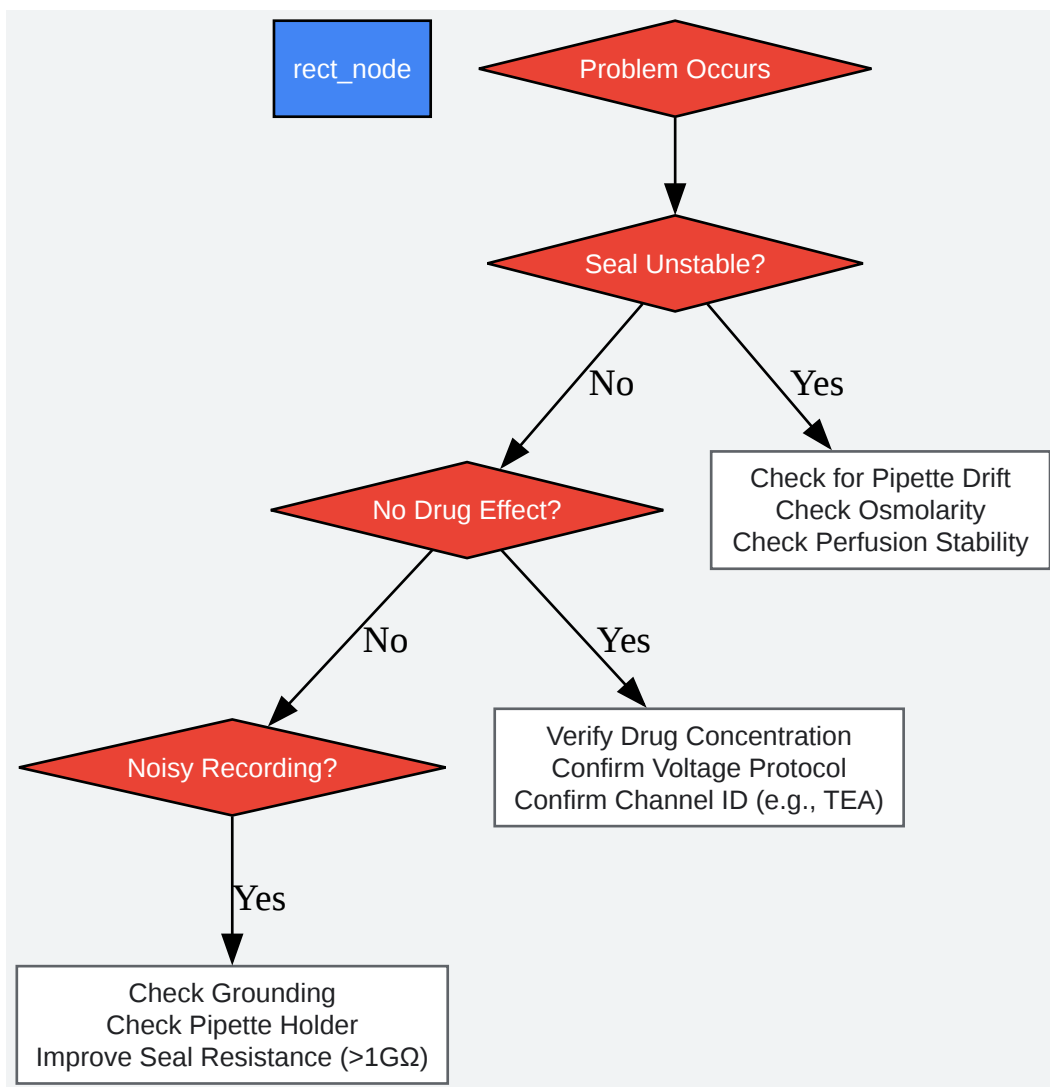 rect_node
Problem Occurs
Seal Unstable?
No
Yes
Check for Pipette Drift
Check Osmolarity
Check Perfusion Stability
No Drug Effect?
No
Yes
Verify Drug Concentration
Confirm Voltage Protocol
Confirm Channel ID (e.g., TEA)
Noisy Recording?
Yes
Check Grounding
Check Pipette Holder
Improve Seal Resistance (>1GΩ)